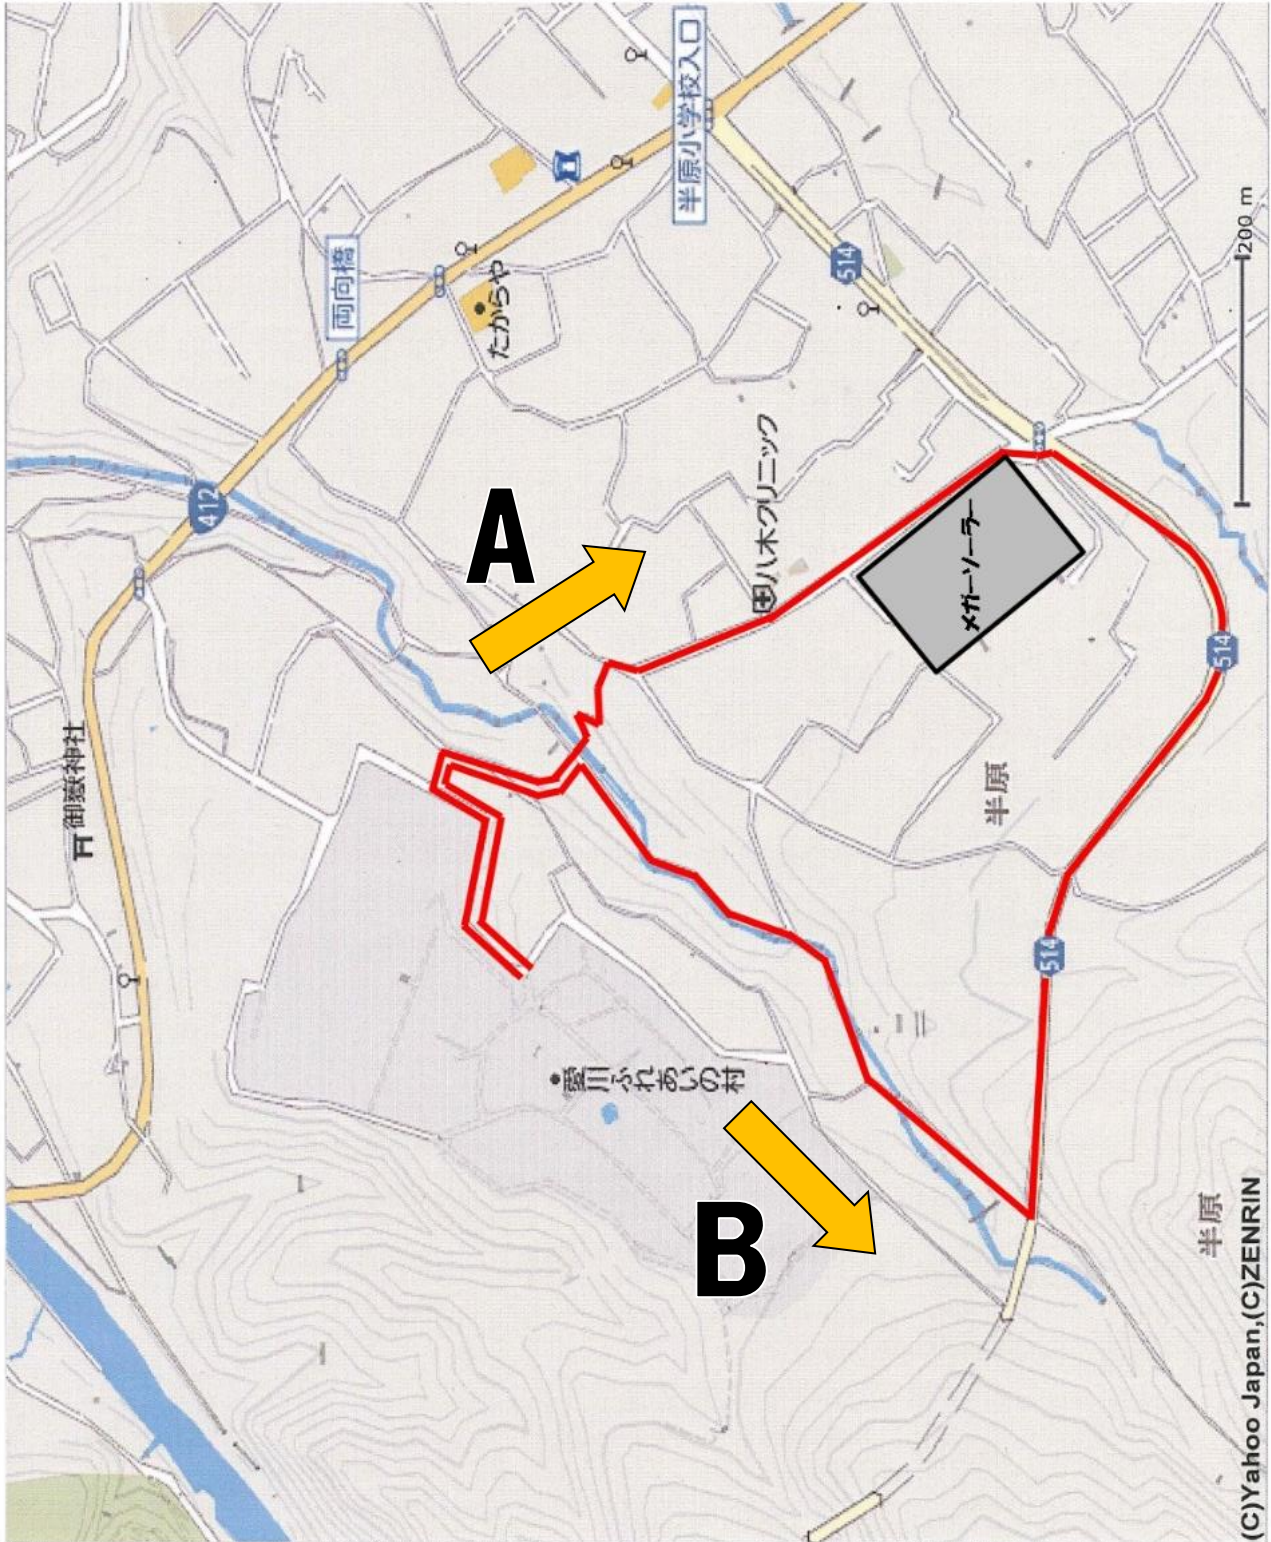 半原小学校入口
両向橋
たからや
412
514
A
八木クリニック
メガーソーラー
200 m
514
御嶽神社
半原
514
愛川ふれあいの村
B
半原
(C)Yahoo Japan,(C)ZENRIN